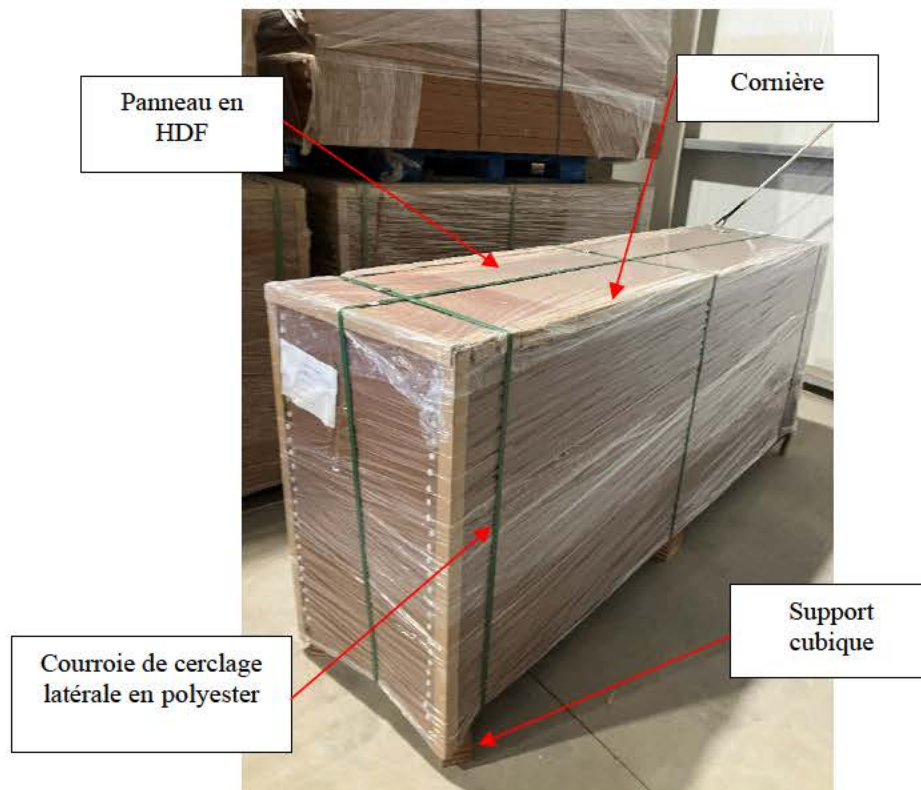 Panneau en
HDF
Cornière
Courroie de cerclage
latérale en polyester
Support
cubique